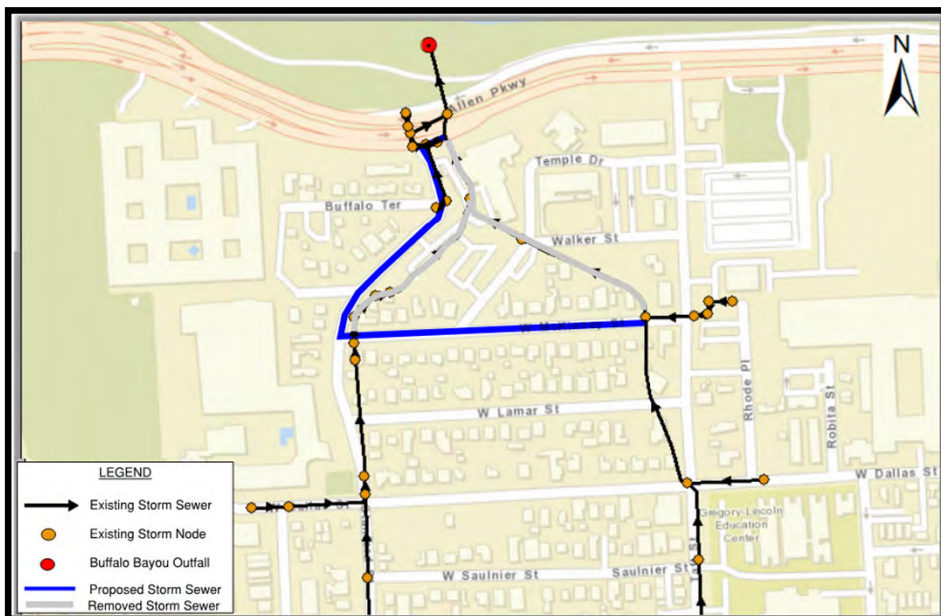 N
Allen Pkwy
Temple Dr
Buffalo Ter
Walker St
W McKinney St
Rhode Pl
W Lamar St
Robita St
W Dallas St
LEGEND
Existing Storm Sewer
Existing Storm Node
Buffalo Bayou Outfall
Proposed Storm Sewer
Removed Storm Sewer
Gregory-Lincoln
Education
Center
W Saulnier St
Saulnier St